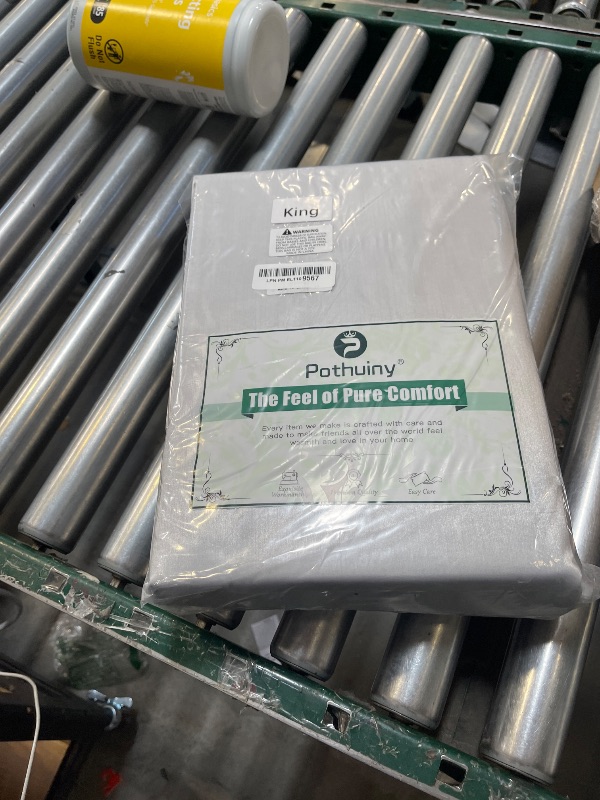 Do Not
Flush
King
WARNING
9567
Pothuiny®
The Feel of Pure Comfort
Every item we make is crafted with care and
made to make friends all over the world feel
warmth and love in your home.
Easy Care